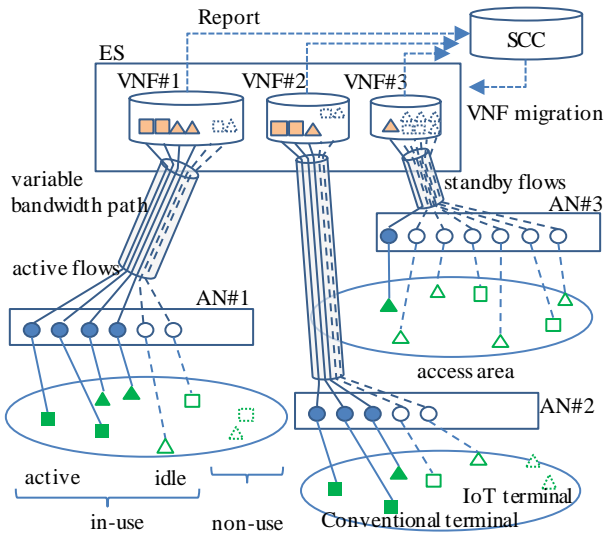 Report
SCC
ES
VNF#1
VNF#2
VNF#3
VNF migration
variable
bandwidth path
standby flows
AN#3
active flows
AN#1
access area
AN#2
active
idle
in-use
non-use
IoT terminal
Conventional terminal